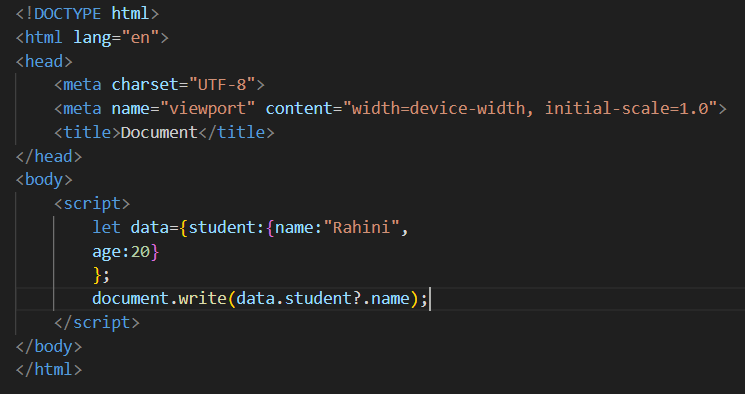 <!DOCTYPE html>
<html lang="en">
<head>
    <meta charset="UTF-8">
    <meta name="viewport" content="width=device-width, initial-scale=1.0">
    <title>Document</title>
</head>
<body>
    <script>
        let data={student:{name:"Rahini",
        age:20}
        };
        document.write(data.student?.name);
    </script>
</body>
</html>